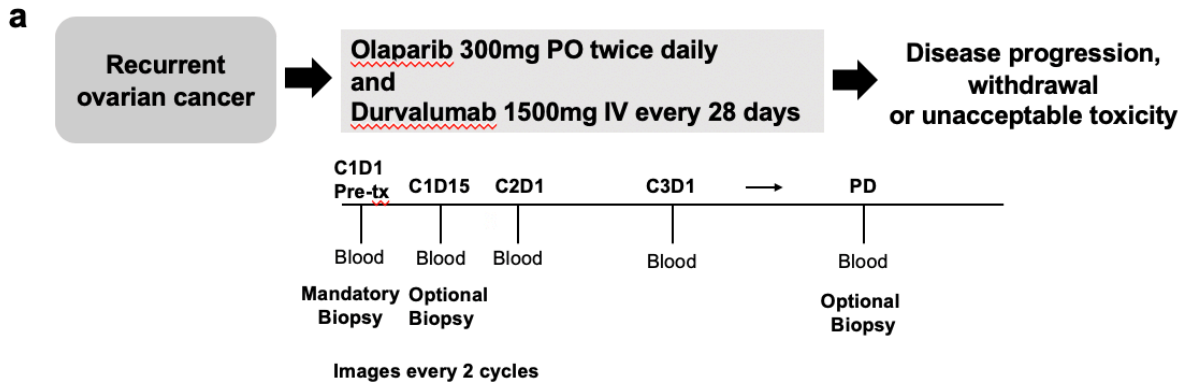 a
Recurrent
ovarian cancer
Olaparib 300mg PO twice daily
and
Durvalumab 1500mg IV every 28 days
Disease progression,
withdrawal
or unacceptable toxicity
C1D1
Pre-tx
C1D15
C2D1
C3D1
PD
Blood
Blood
Blood
Blood
Blood
Mandatory
Biopsy
Optional
Biopsy
Optional
Biopsy
Images every 2 cycles